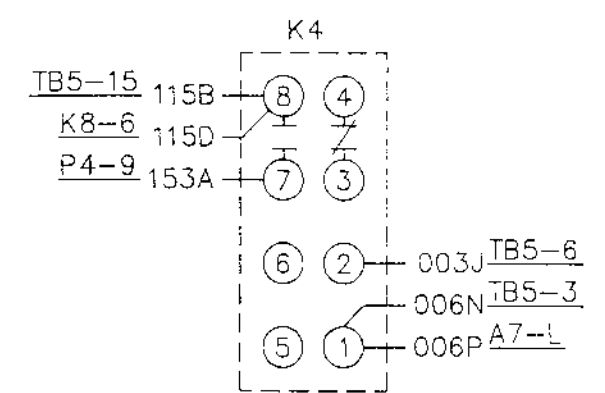 K4
TB5-15 115B 8 4
K8-6 115D
P4-9 153A 7 3
6 2 003J TB5-6
006N TB5-3
5 1 006P A7-L